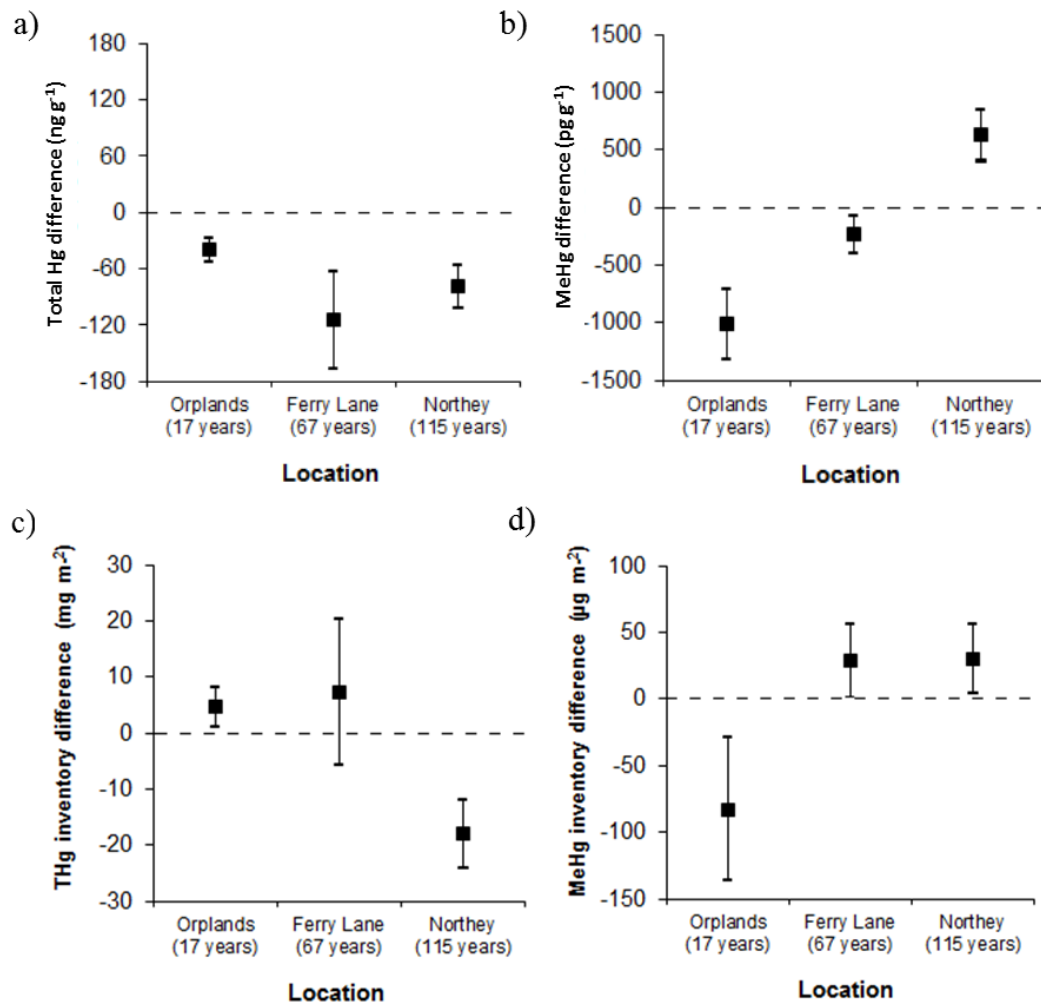 a)
180
120
60
0
-60
-120
-180
Total Hg difference (ng g-1)
Orplands
(17 years)
Ferry Lane
(67 years)
Northey
(115 years)
Location
b)
1500
1000
500
0
-500
-1000
-1500
MeHg difference (pg g-1)
Orplands
(17 years)
Ferry Lane
(67 years)
Northey
(115 years)
Location
c)
30
20
10
0
-10
-20
-30
THg inventory difference (mg m-2)
Orplands
(17 years)
Ferry Lane
(67 years)
Northey
(115 years)
Location
d)
100
50
0
-50
-100
-150
MeHg inventory difference (µg m-2)
Orplands
(17 years)
Ferry Lane
(67 years)
Northey
(115 years)
Location